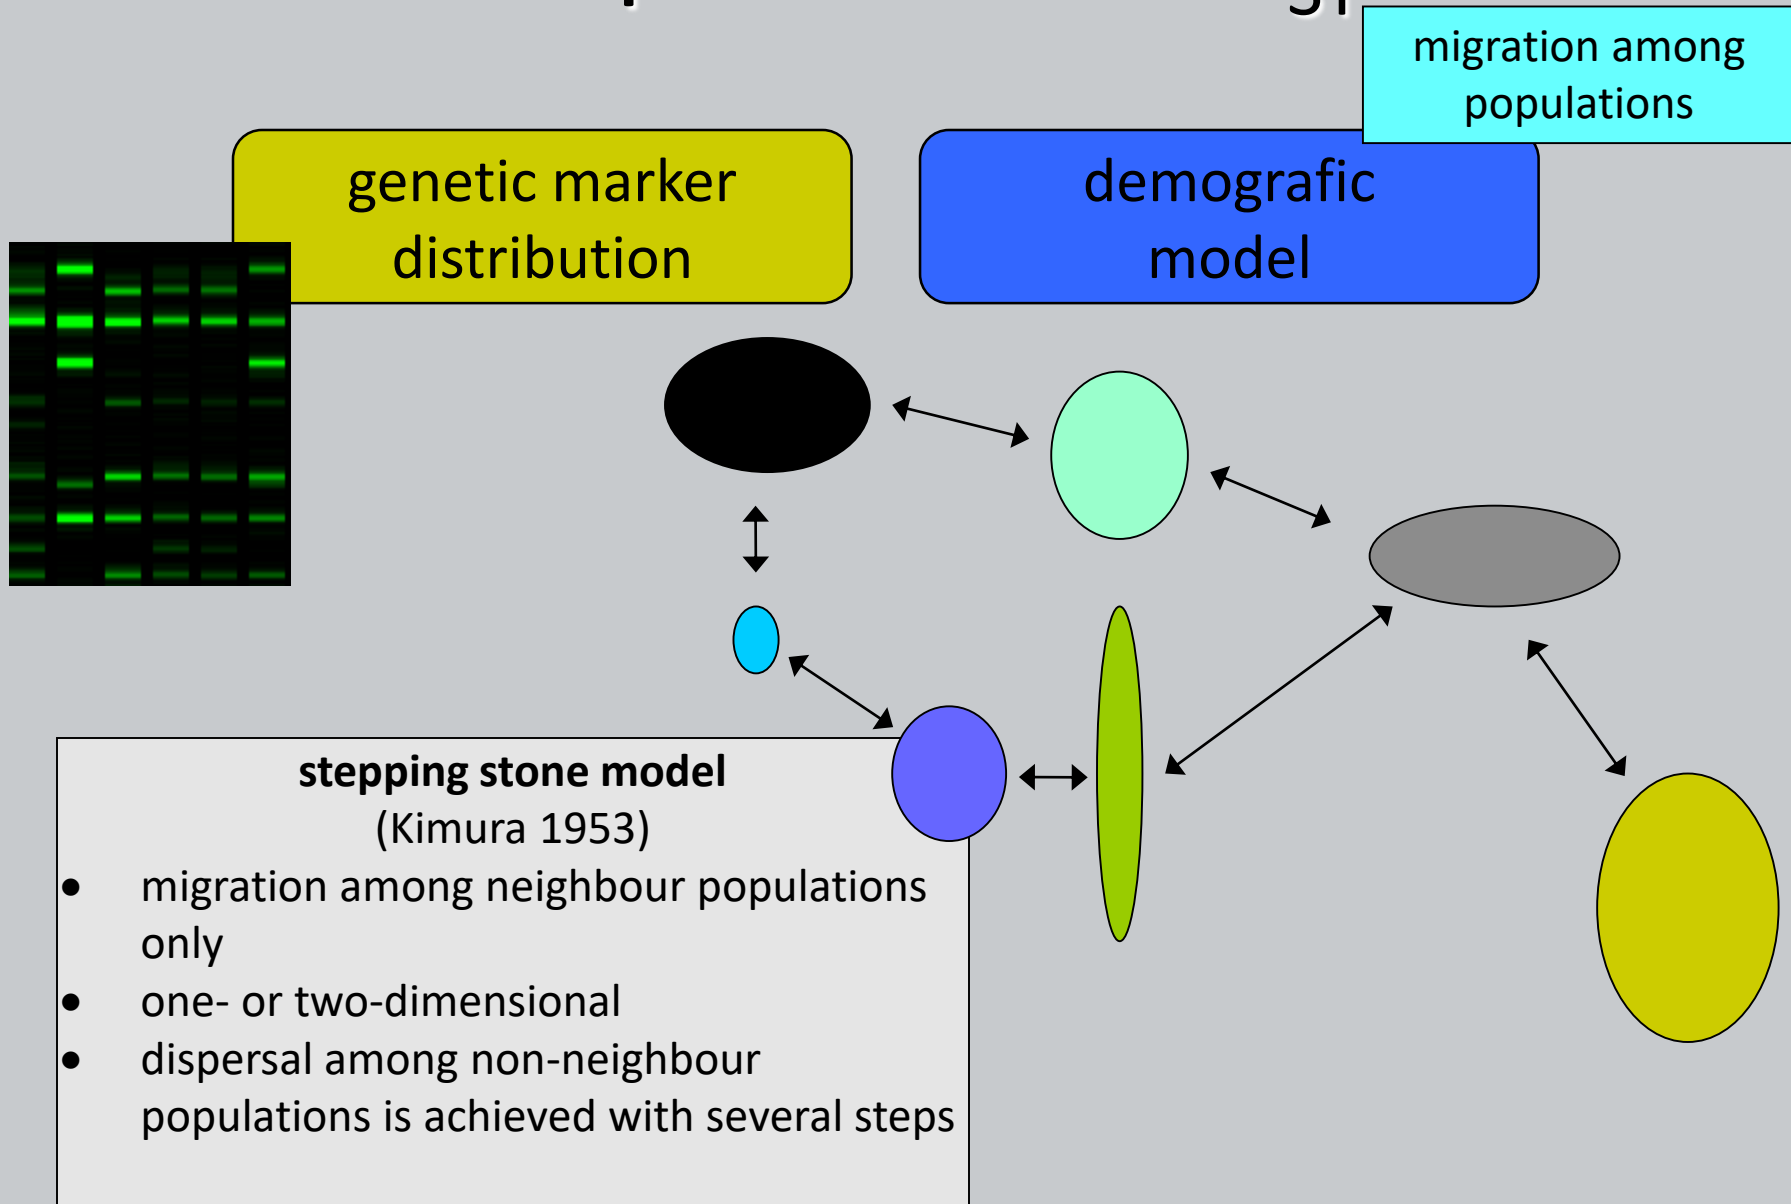 migration among
populations
genetic marker
distribution
demografic
model
stepping stone model
(Kimura 1953)
• migration among neighbour populations
only
• one- or two-dimensional
• dispersal among non-neighbour
populations is achieved with several steps